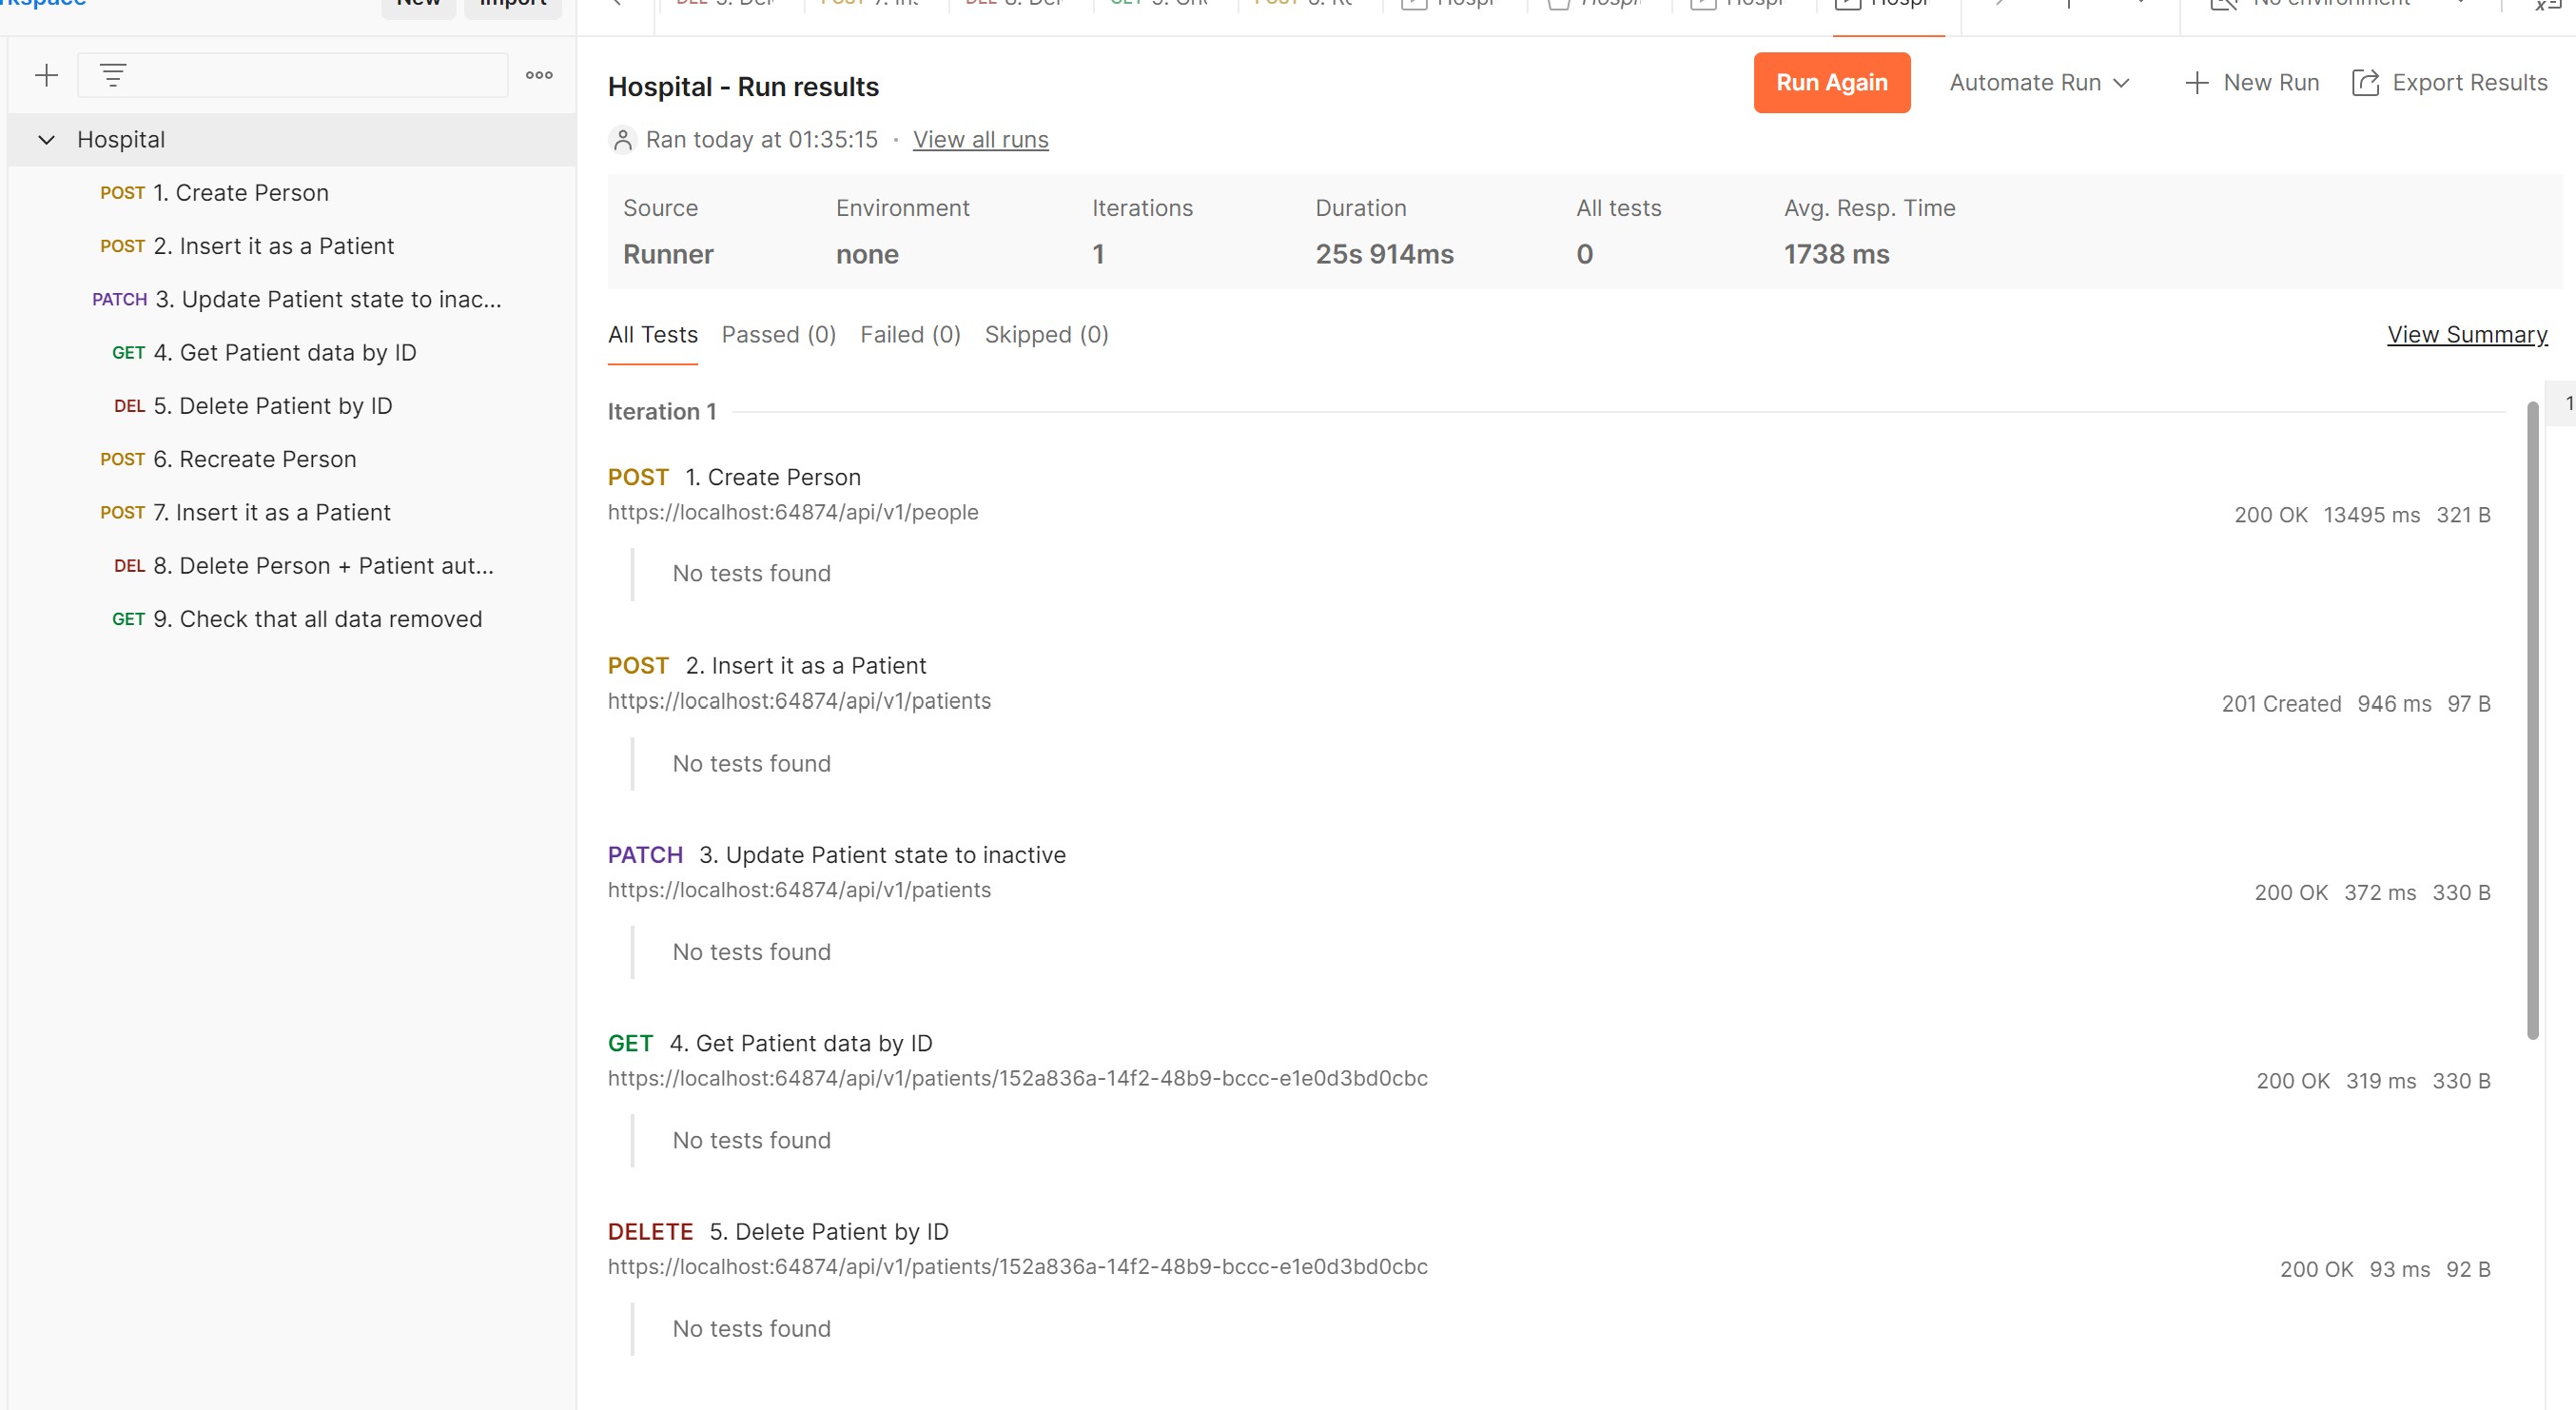 New
Import
Hospital
POST 1. Create Person
POST 2. Insert it as a Patient
PATCH 3. Update Patient state to inac...
GET 4. Get Patient data by ID
DEL 5. Delete Patient by ID
POST 6. Recreate Person
POST 7. Insert it as a Patient
DEL 8. Delete Person + Patient aut...
GET 9. Check that all data removed
No environment
Hospital - Run results
Run Again
Automate Run
New Run
Export Results
Ran today at 01:35:15 · View all runs
Source Environment Iterations Duration All tests Avg. Resp. Time
Runner none 1 25s 914ms 0 1738 ms
All Tests Passed (0) Failed (0) Skipped (0) View Summary
Iteration 1
1
POST 1. Create Person
https://localhost:64874/api/v1/people
200 OK 13495 ms 321 B
No tests found
POST 2. Insert it as a Patient
https://localhost:64874/api/v1/patients
201 Created 946 ms 97 B
No tests found
PATCH 3. Update Patient state to inactive
https://localhost:64874/api/v1/patients
200 OK 372 ms 330 B
No tests found
GET 4. Get Patient data by ID
https://localhost:64874/api/v1/patients/152a836a-14f2-48b9-bccc-e1e0d3bd0cbc
200 OK 319 ms 330 B
No tests found
DELETE 5. Delete Patient by ID
https://localhost:64874/api/v1/patients/152a836a-14f2-48b9-bccc-e1e0d3bd0cbc
200 OK 93 ms 92 B
No tests found